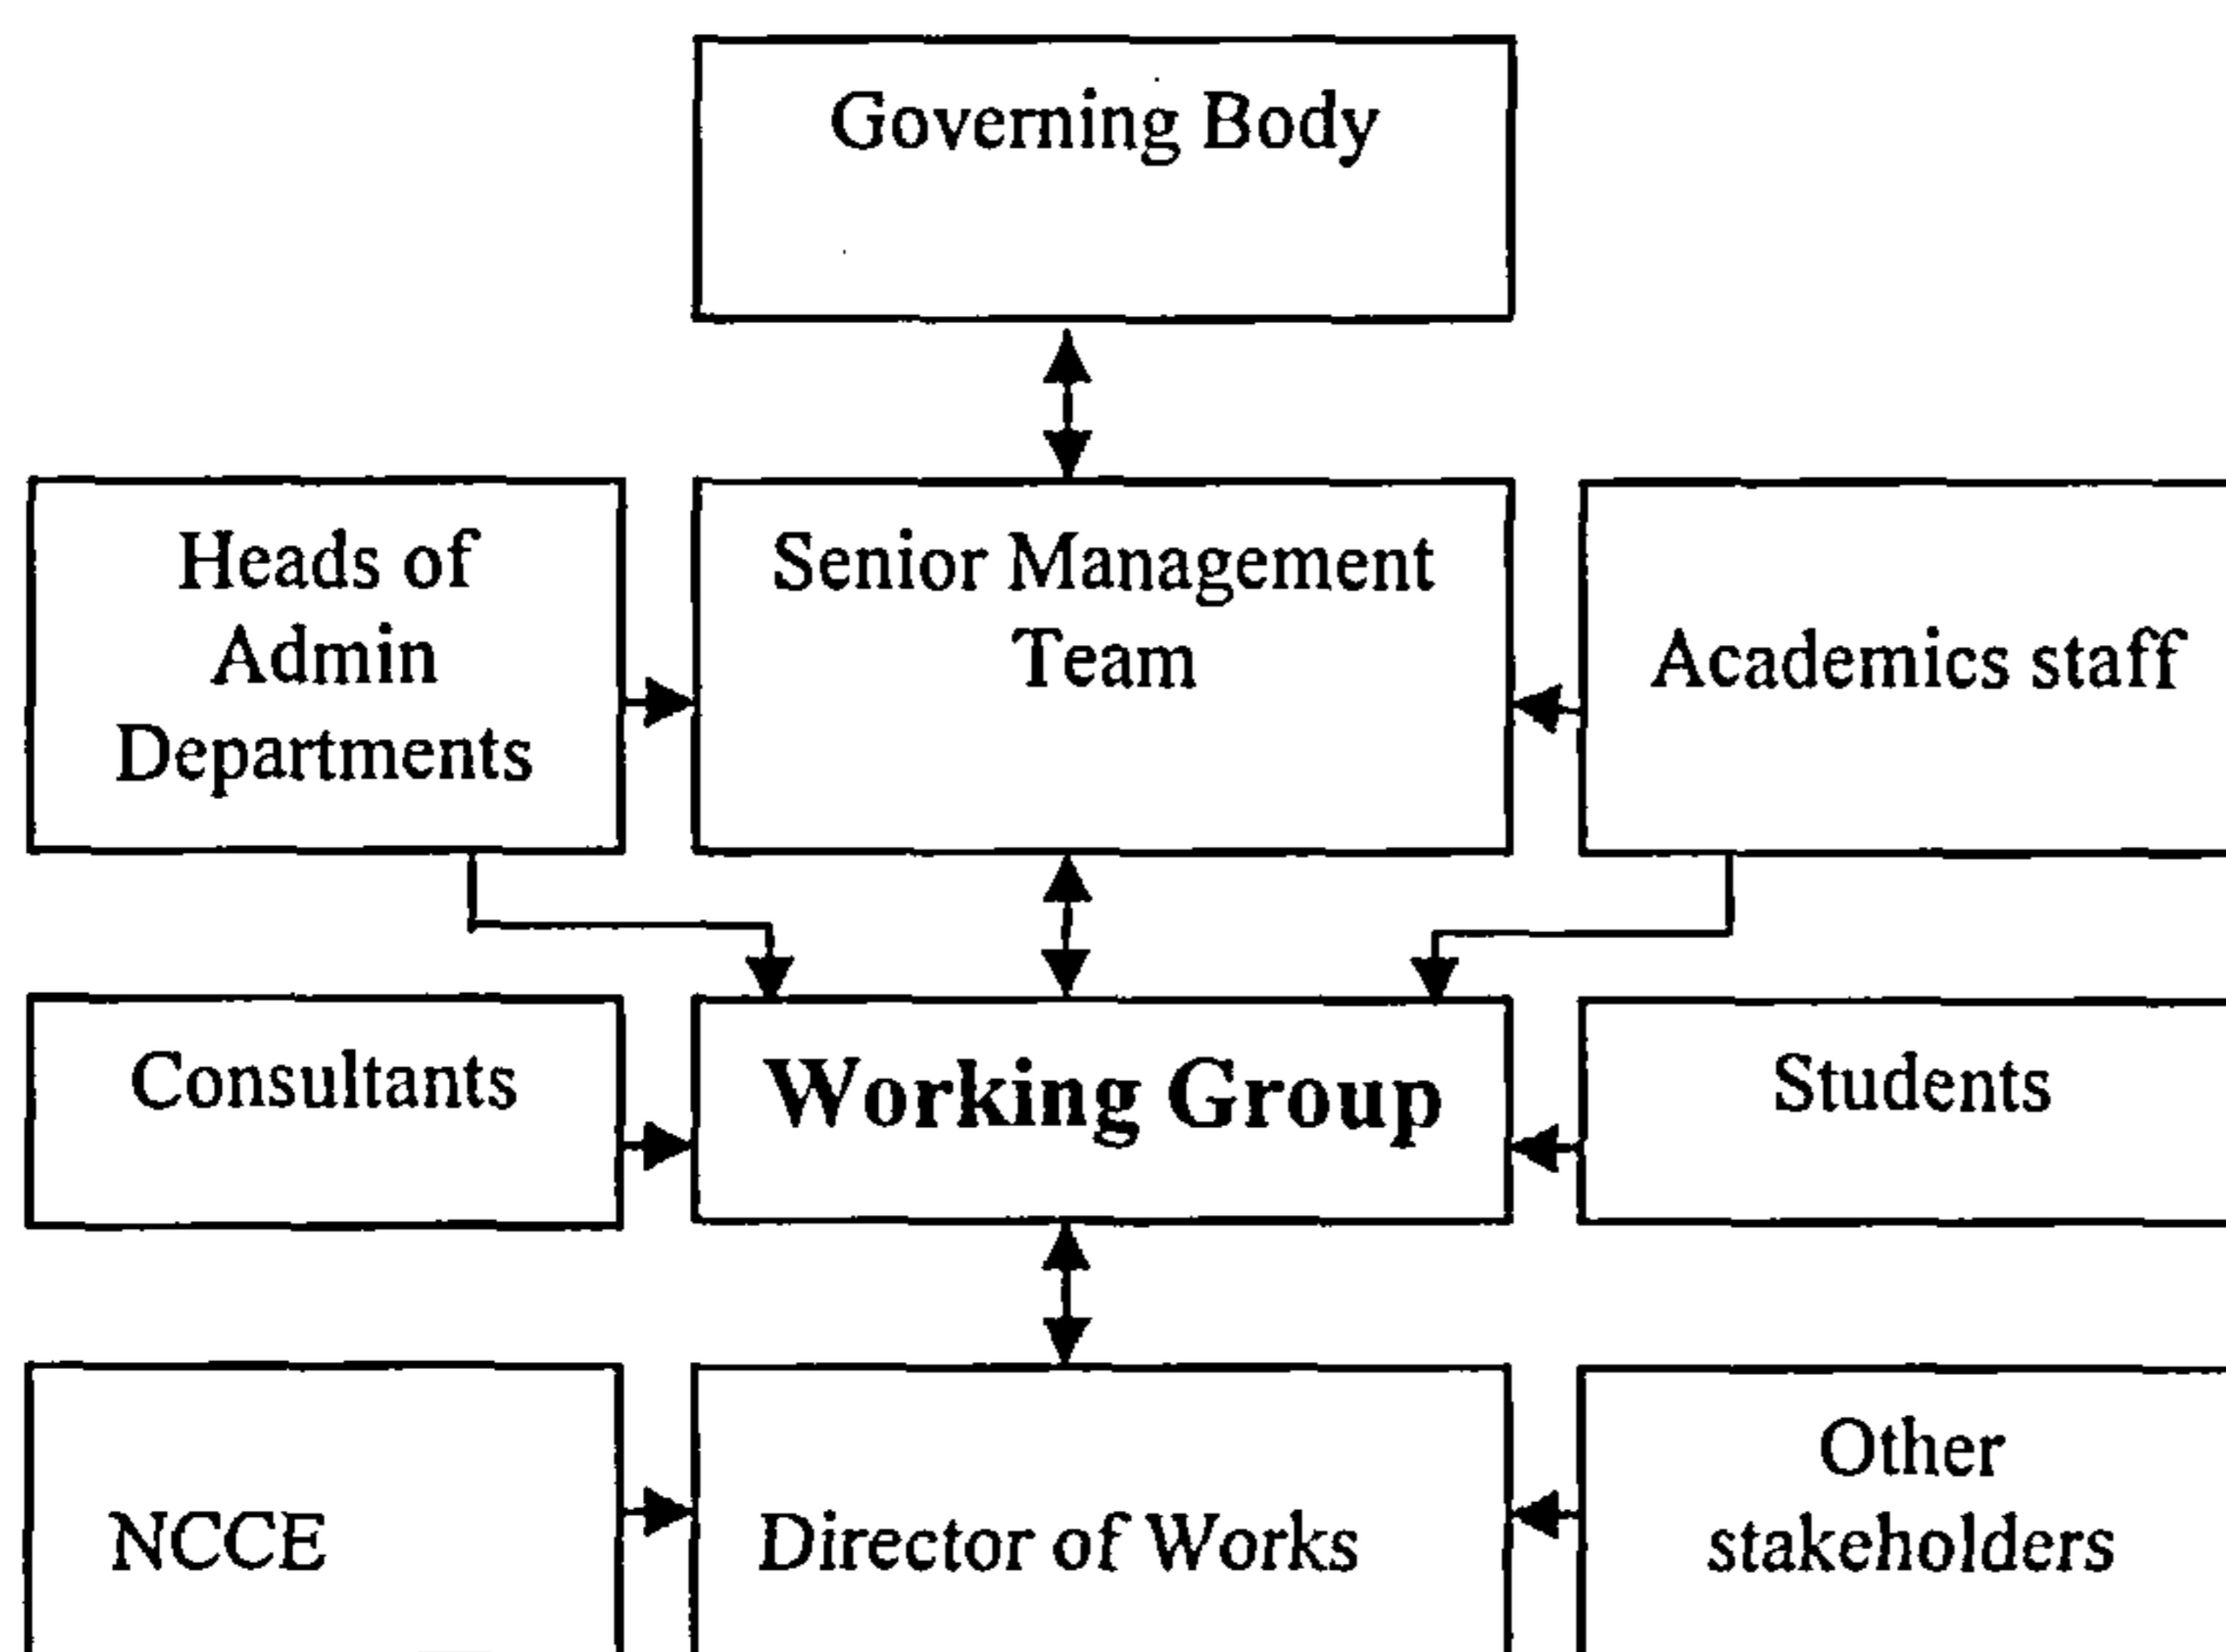 Governing Body
Heads of
Admin
Departments
Senior Management
Team
Academics staff
Consultants
Working Group
Students
NCCE
Director of Works
Other
stakeholders